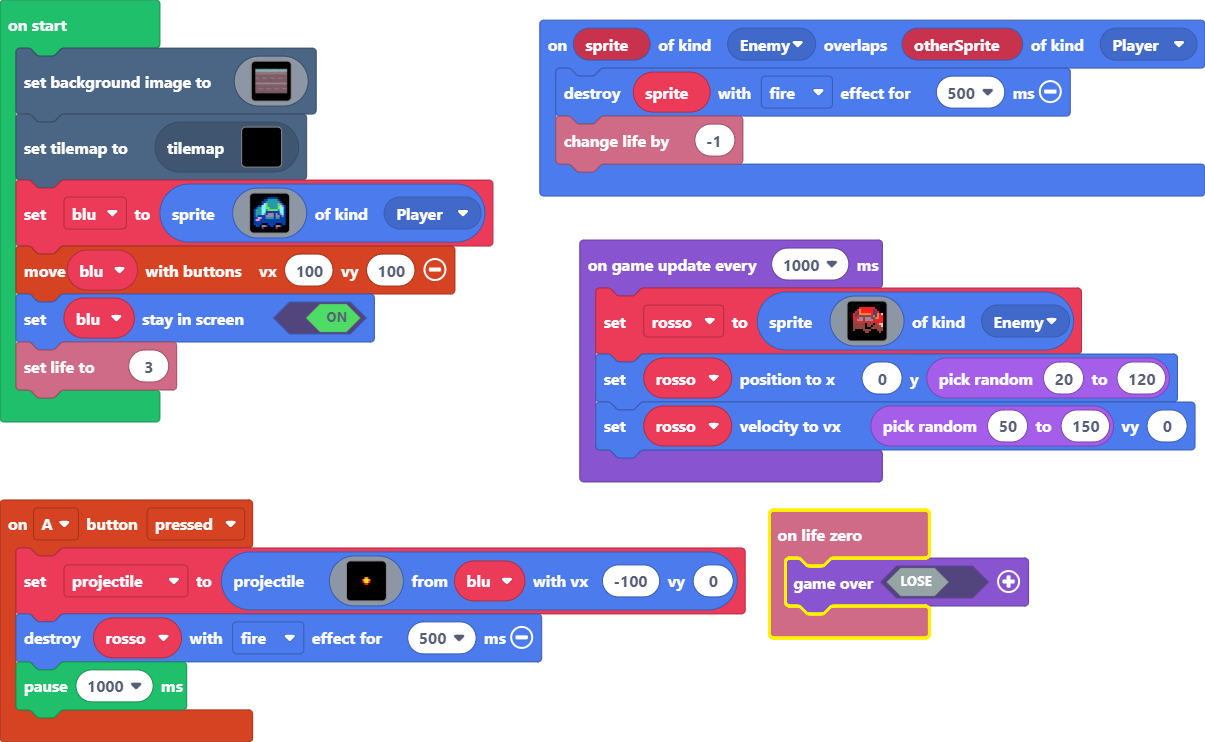 on start
set background image to
set tilemap to tilemap
set blu to sprite of kind Player
move blu with buttons vx 100 vy 100
set blu stay in screen ON
set life to 3
on sprite of kind Enemy overlaps otherSprite of kind Player
destroy sprite with fire effect for 500 ms
change life by -1
on game update every 1000 ms
set rosso to sprite of kind Enemy
set rosso position to x 0 y pick random 20 to 120
set rosso velocity to vx pick random 50 to 150 vy 0
on A button pressed
set projectile to projectile from blu with vx -100 vy 0
destroy rosso with fire effect for 500 ms
pause 1000 ms
on life zero
game over LOSE